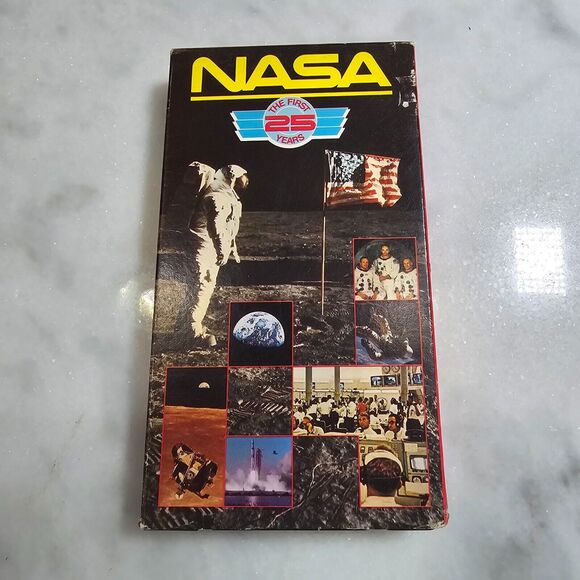 NASA
THE FIRST
25
YEARS